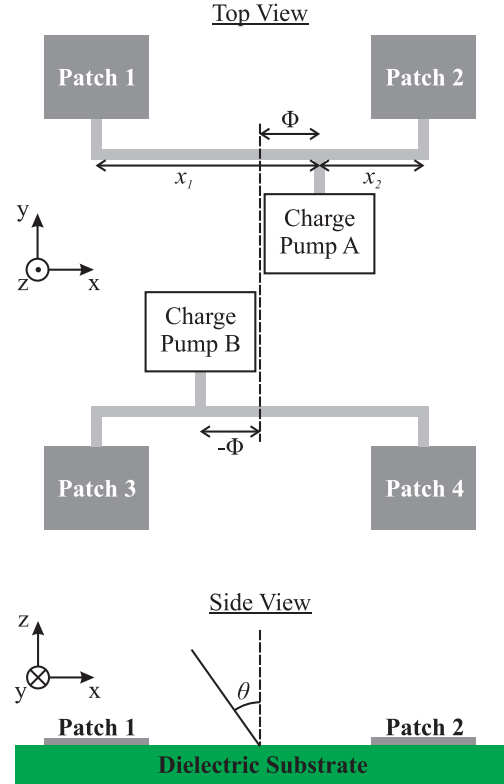 Top View
Patch 1
Patch 2
Φ
x₁
x₂
Charge
Pump A
y
z
x
Charge
Pump B
-Φ
Patch 3
Patch 4
Side View
z
y
x
θ
Patch 1
Patch 2
Dielectric Substrate